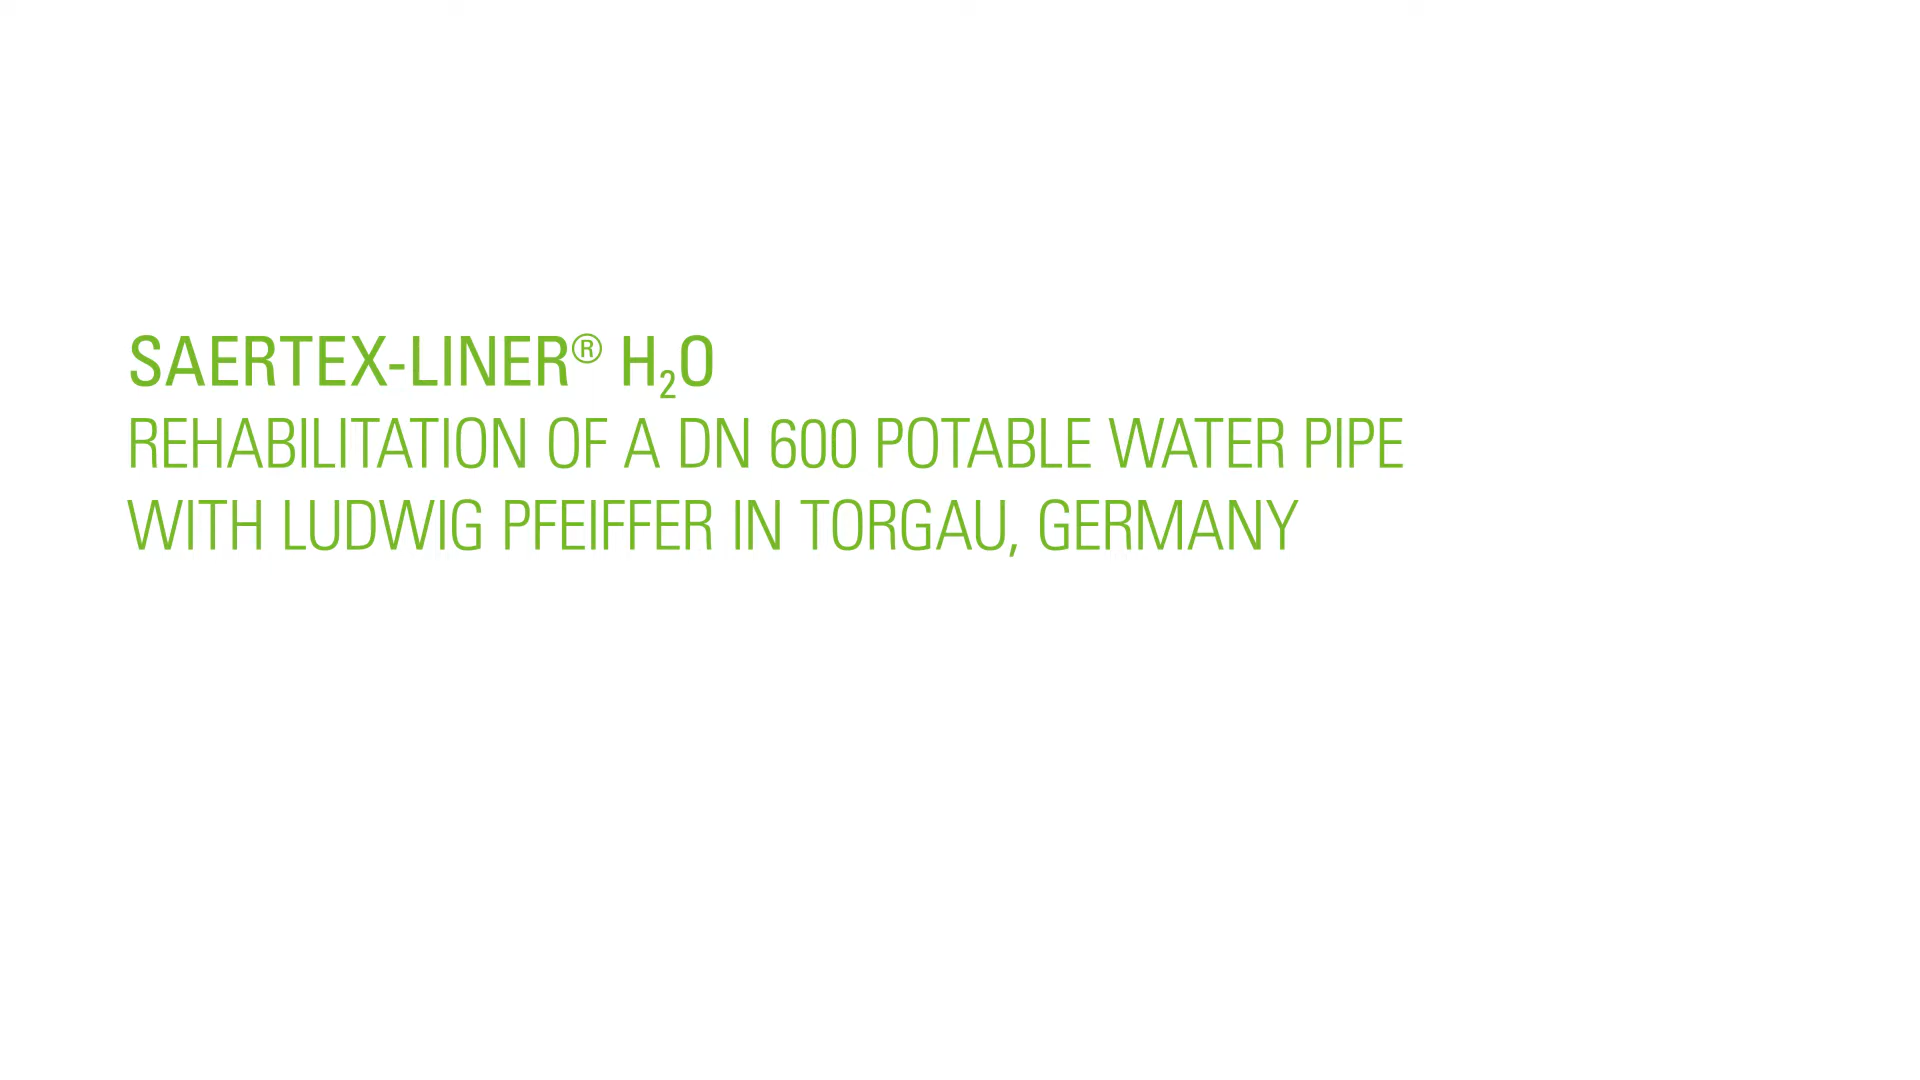 SAERTEX-LINER® H₂O
REHABILITATION OF A DN 600 POTABLE WATER PIPE
WITH LUDWIG PFEIFFER IN TORGAU, GERMANY